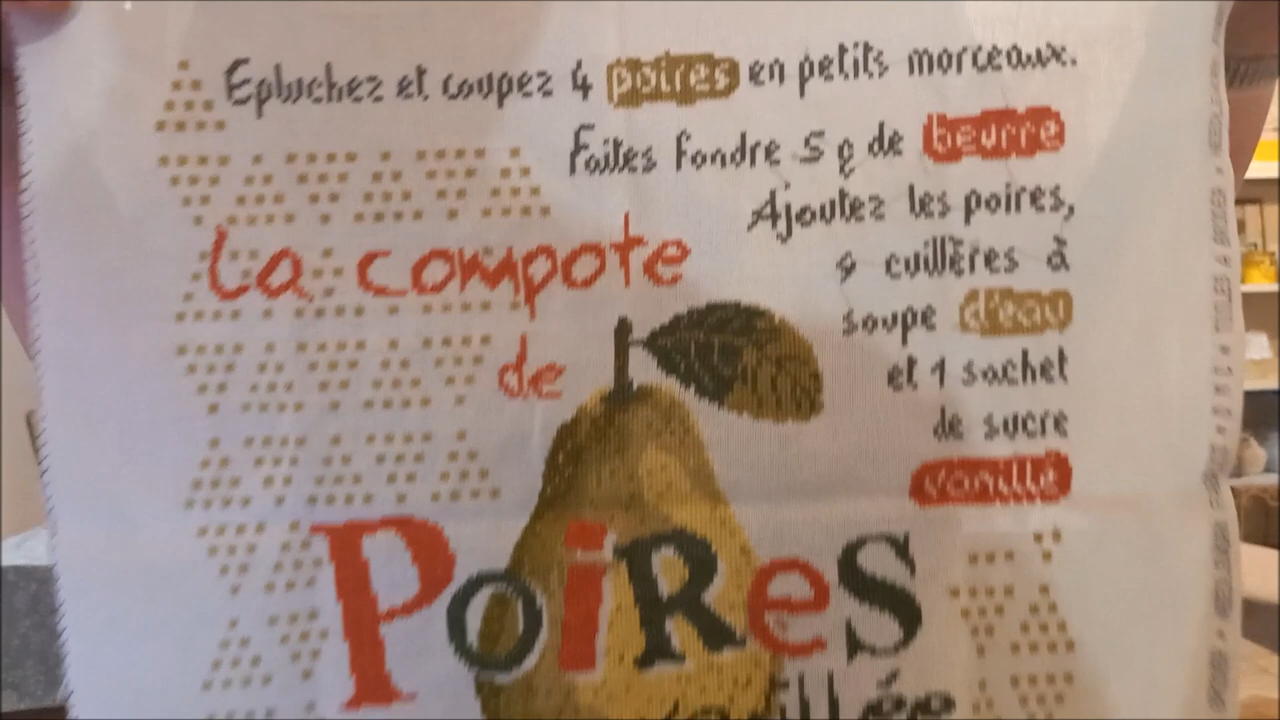 Epluchez et coupez 4 poires en petits morceaux.
Faites fondre 5 g de beurre
Ajoutez les poires,
9 cuillères à
soupe d'eau
et 1 sachet
de sucre
vanillé
La compote
de
PoiReS